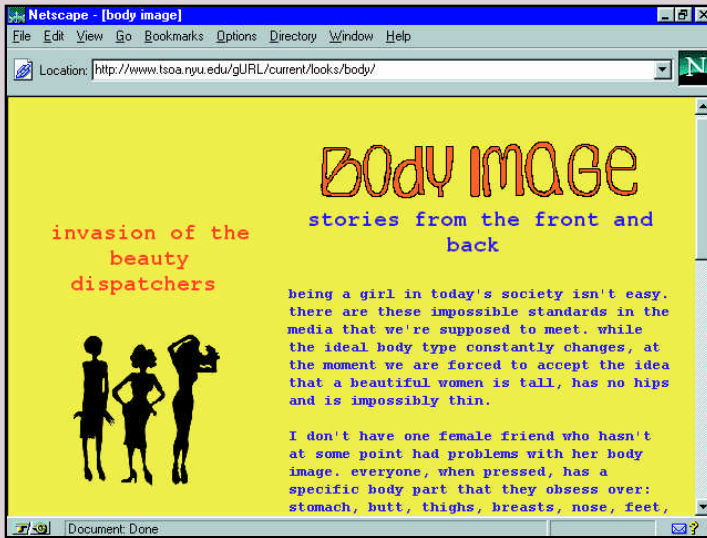 Netscape - [body image]
File Edit View Go Bookmarks Options Directory Window Help
Location: http://www.tsoa.nyu.edu/gURL/current/looks/body/
N
Body Image
stories from the front and
back
invasion of the
beauty
dispatchers
being a girl in today's society isn't easy.
there are these impossible standards in the
media that we're supposed to meet. while
the ideal body type constantly changes, at
the moment we are forced to accept the idea
that a beautiful women is tall, has no hips
and is impossibly thin.
I don't have one female friend who hasn't
at some point had problems with her body
image. everyone, when pressed, has a
specific body part that they obsess over:
stomach, butt, thighs, breasts, nose, feet,
Document: Done
?